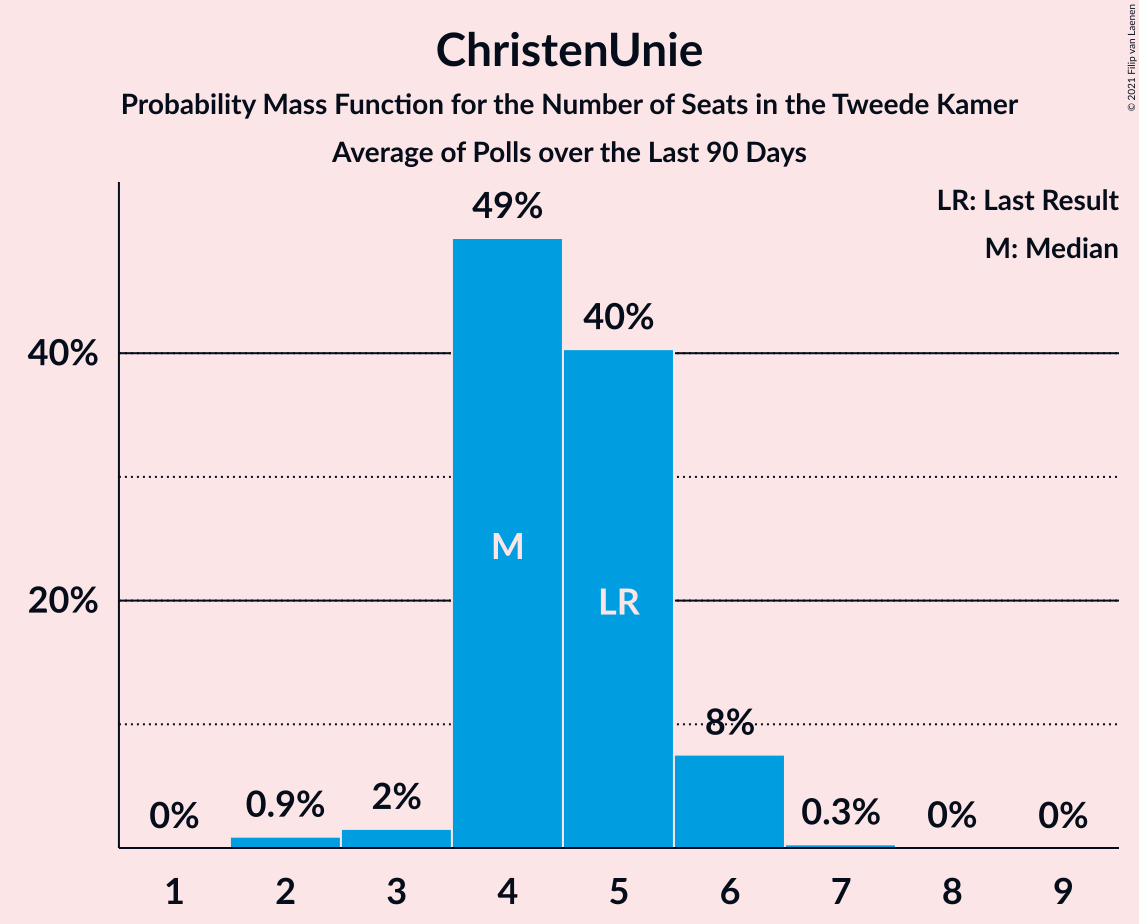 ChristenUnie
Probability Mass Function for the Number of Seats in the Tweede Kamer
Average of Polls over the Last 90 Days
© 2021 Filip van Laenen
LR: Last Result
M: Median
49%
40%
40%
20%
M
LR
8%
0%
0.9%
2%
0.3%
0%
0%
1 2 3 4 5 6 7 8 9